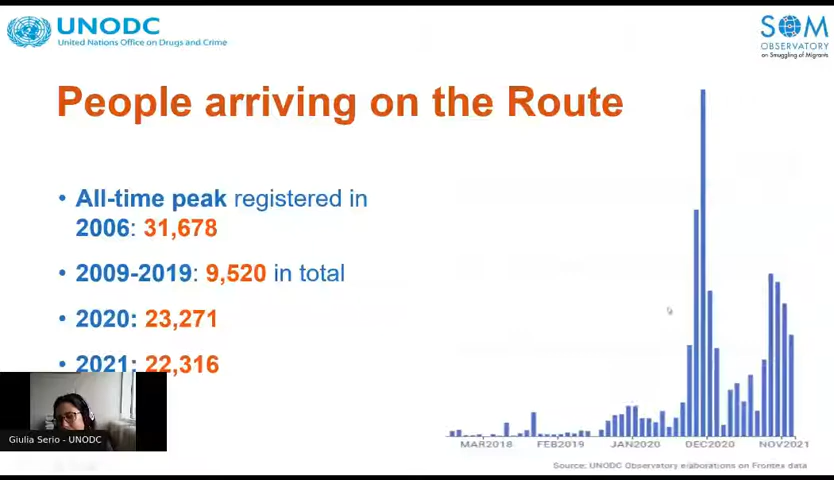 UNODC
United Nations Office on Drugs and Crime
SOM
OBSERVATORY
on Smuggling of Migrants
People arriving on the Route
• All-time peak registered in
2006: 31,678
• 2009-2019: 9,520 in total
• 2020: 23,271
• 2021: 22,316
Giulia Serio - UNODC
MAR2018 FEB2019 JAN2020 DEC2020 NOV2021
Source: UNODC Observatory elaborations on Frontex data